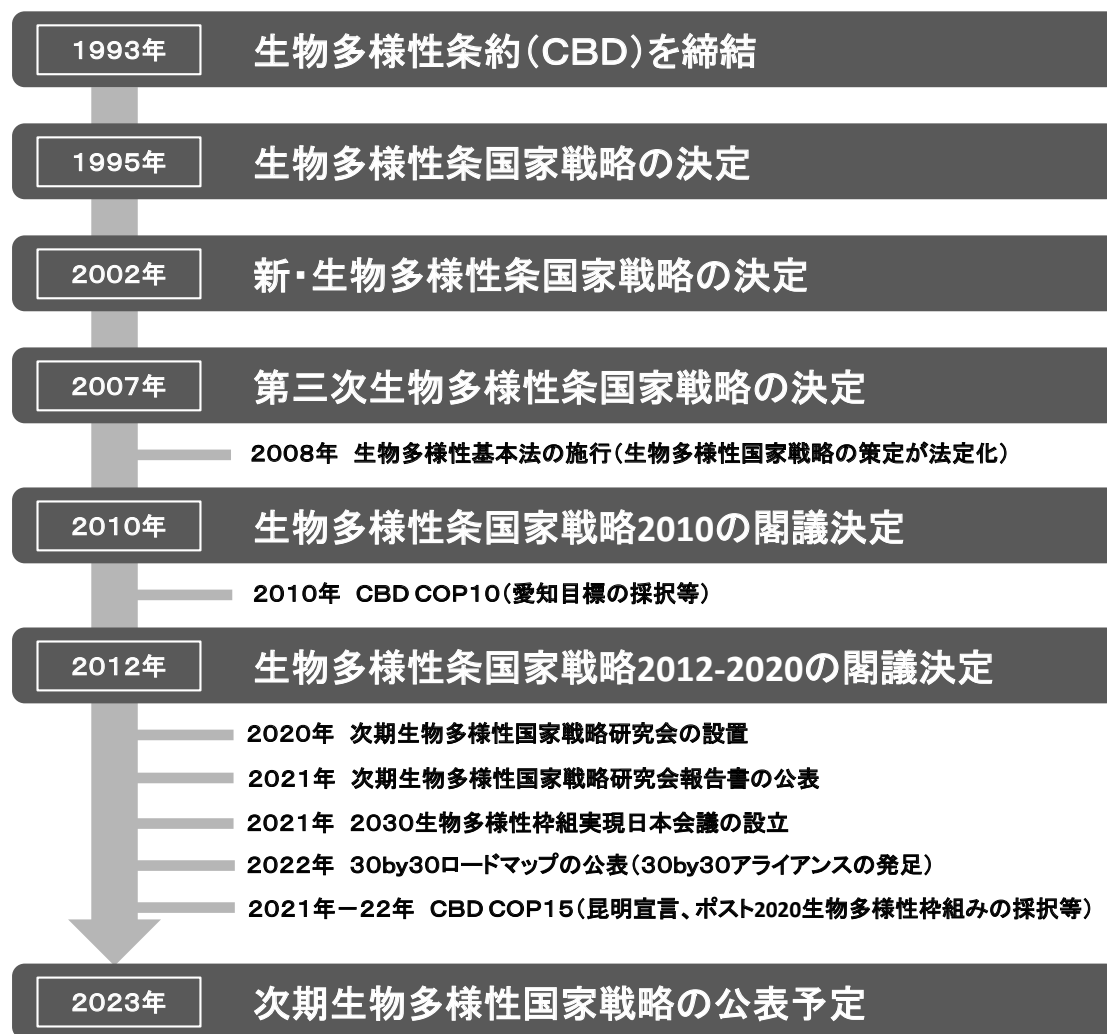 1993年 生物多様性条約（CBD）を締結
1995年 生物多様性条国家戦略の決定
2002年 新・生物多様性条国家戦略の決定
2007年 第三次生物多様性条国家戦略の決定
2008年 生物多様性基本法の施行（生物多様性国家戦略の策定が法定化）
2010年 生物多様性条国家戦略2010の閣議決定
2010年 CBD COP10（愛知目標の採択等）
2012年 生物多様性条国家戦略2012-2020の閣議決定
2020年 次期生物多様性国家戦略研究会の設置
2021年 次期生物多様性国家戦略研究会報告書の公表
2021年 2030生物多様性枠組実現日本会議の設立
2022年 30by30ロードマップの公表（30by30アライアンスの発足）
2021年－22年 CBD COP15（昆明宣言、ポスト2020生物多様性枠組みの採択等）
2023年 次期生物多様性国家戦略の公表予定